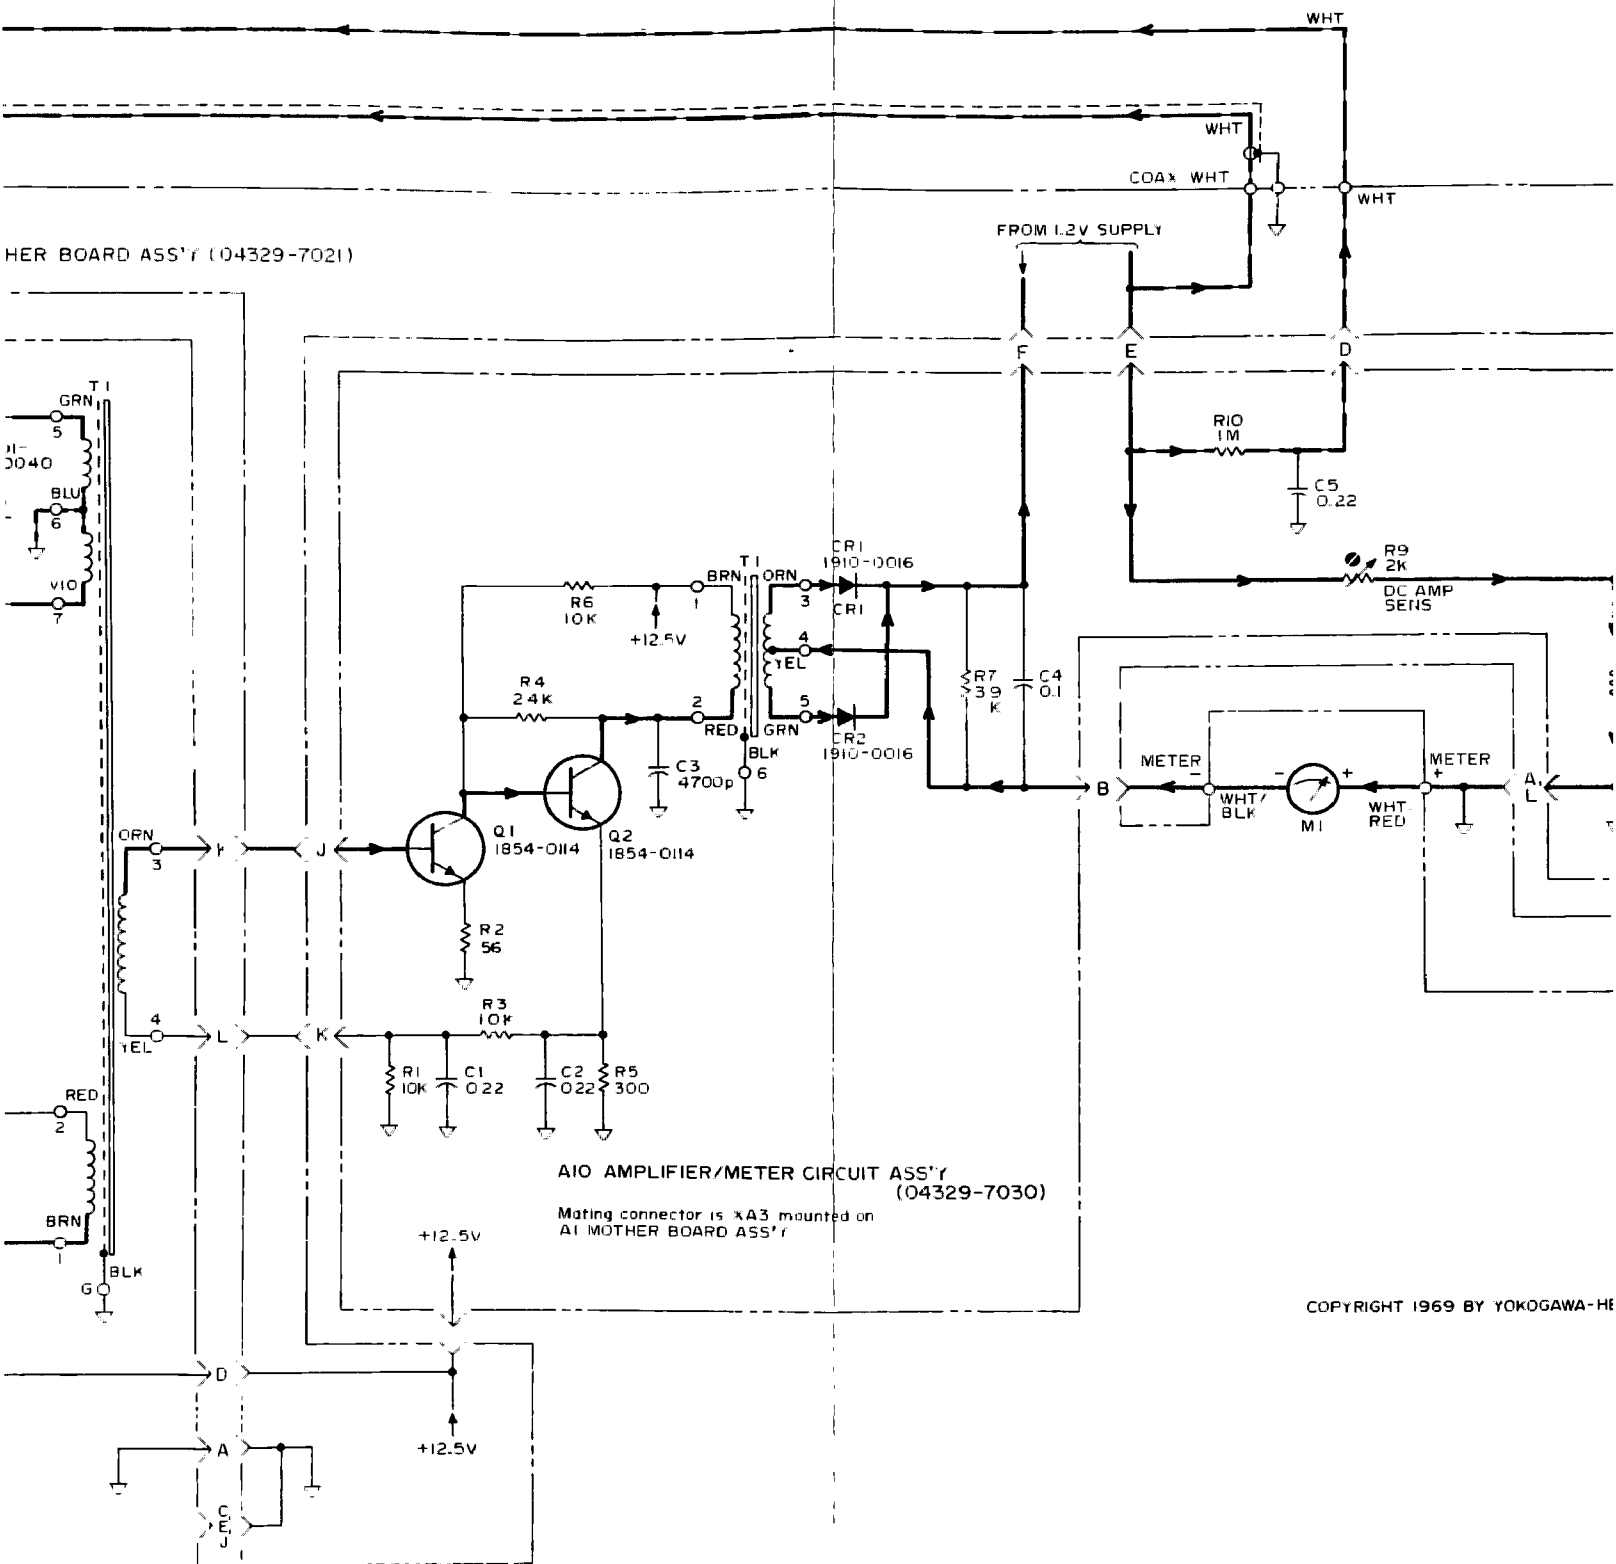 WHT
WHT
COAX WHT
WHT
FROM 1.2V SUPPLY
HER BOARD ASS'Y (04329-7021)
F
E
D
T1
GRN
5
0040
BLU
6
VIO
7
R10
1M
C5
0.22
R9
2K
DC AMP
SENS
CR1
1910-0016
CR1
T1
BRN
1
ORN
3
R6
10K
+12.5V
4
YEL
R4
24K
2
RED
5
GRN
CR2
1910-0016
BLK
6
C3
4700p
R7
39
K
C4
0.1
B
METER
-
WHT/
BLK
-
+
M1
METER
+
WHT
RED
A,
L
Q1
1854-0114
Q2
1854-0114
ORN
3
K
J
R2
56
R3
10K
4
YEL
L
K
R1
10K
C1
022
C2
022
R5
300
RED
2
BRN
1
BLK
G
A10 AMPLIFIER/METER CIRCUIT ASS'Y
(04329-7030)
Mating connector is XA3 mounted on
A1 MOTHER BOARD ASS'Y
+12.5V
COPYRIGHT 1969 BY YOKOGAWA-HE
D
+12.5V
A
C,
E,
J